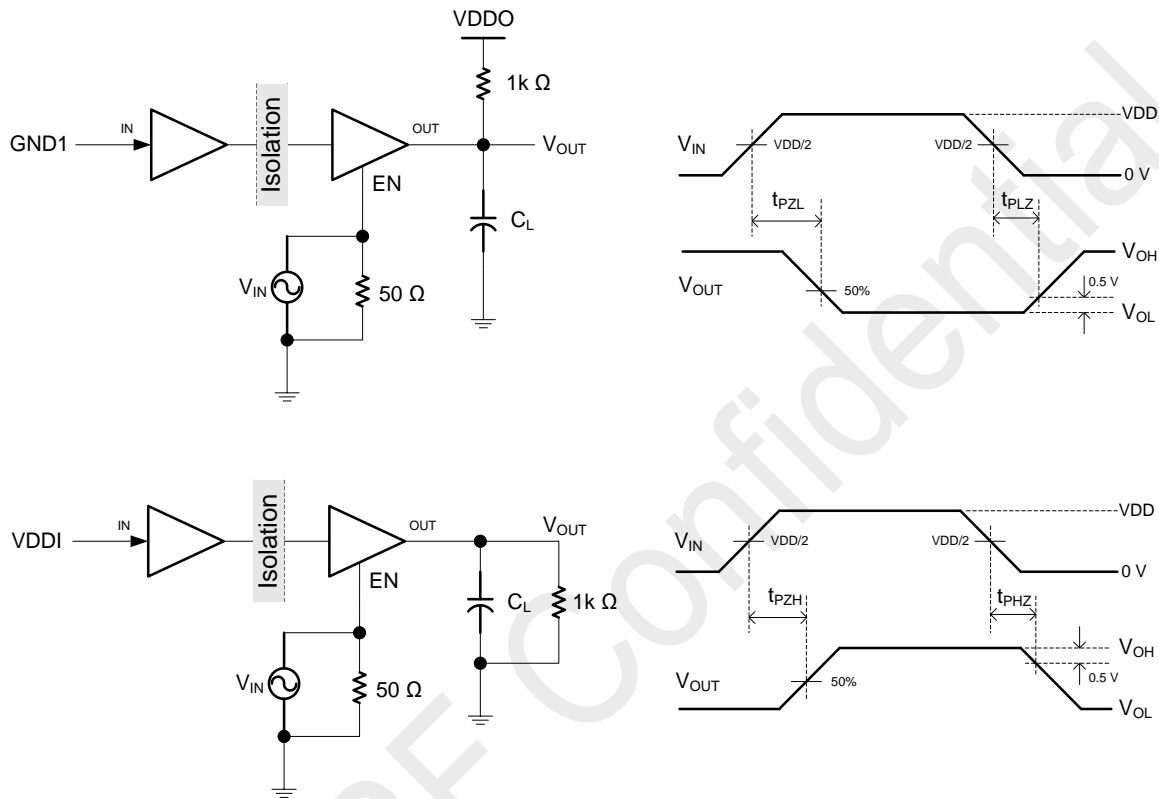 VDDO
1k Ω
GND1
IN
Isolation
OUT
VOUT
EN
CL
VIN
50 Ω
VIN
VDD/2
VDD/2
VDD
0 V
tPZL
tPLZ
VOUT
50%
VOH
0.5 V
VOL
VDDI
IN
Isolation
OUT
VOUT
EN
CL
1k Ω
VIN
50 Ω
VIN
VDD/2
VDD/2
VDD
0 V
tPZH
tPHZ
VOUT
50%
VOH
0.5 V
VOL
Confidential